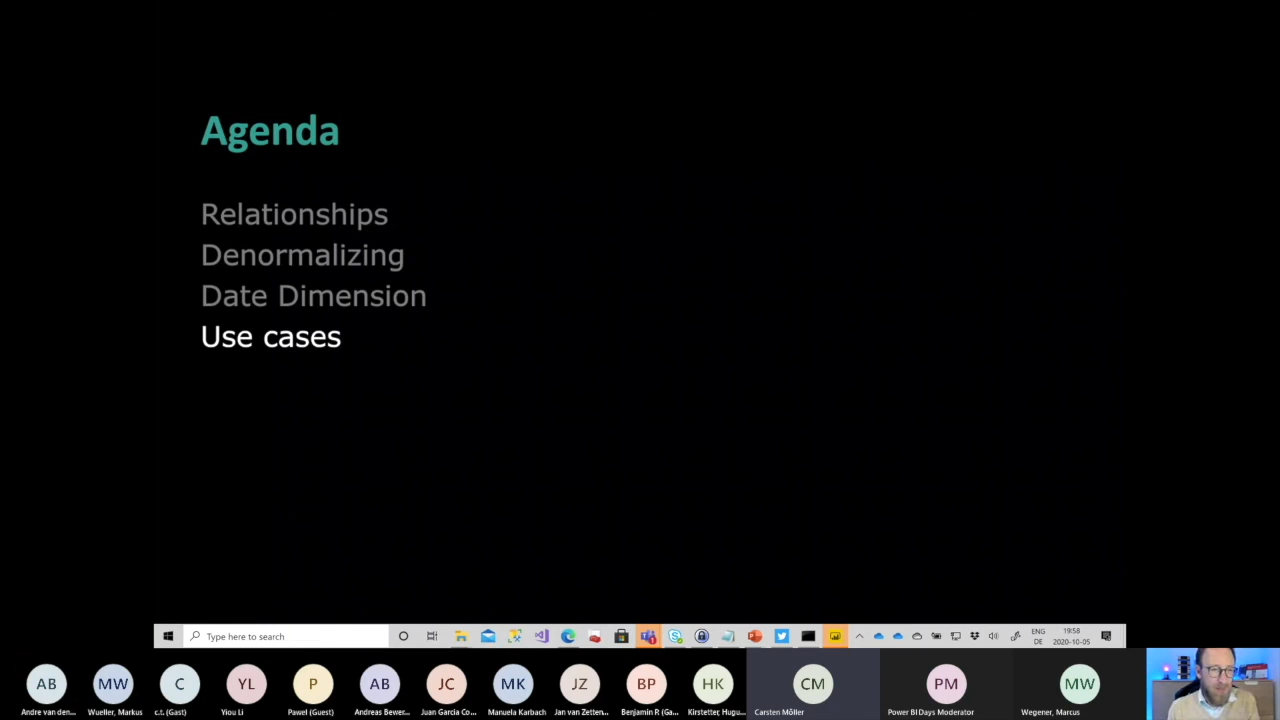 Agenda
Relationships
Denormalizing
Date Dimension
Use cases
Type here to search
ENG
DE
19:58
2020-10-05
AB
MW
C
YL
P
AB
JC
MK
JZ
BP
HK
CM
PM
MW
Andre van den...
Wueller, Markus
c.t. (Gast)
Yiou Li
Pawel (Guest)
Andreas Bewer...
Juan Garcia Co...
Manuela Karbach
Jan van Zetten...
Benjamin R (Ga...
Kirstetter, Hugu...
Carsten Möller
Power BI Days Moderator
Wegener, Marcus